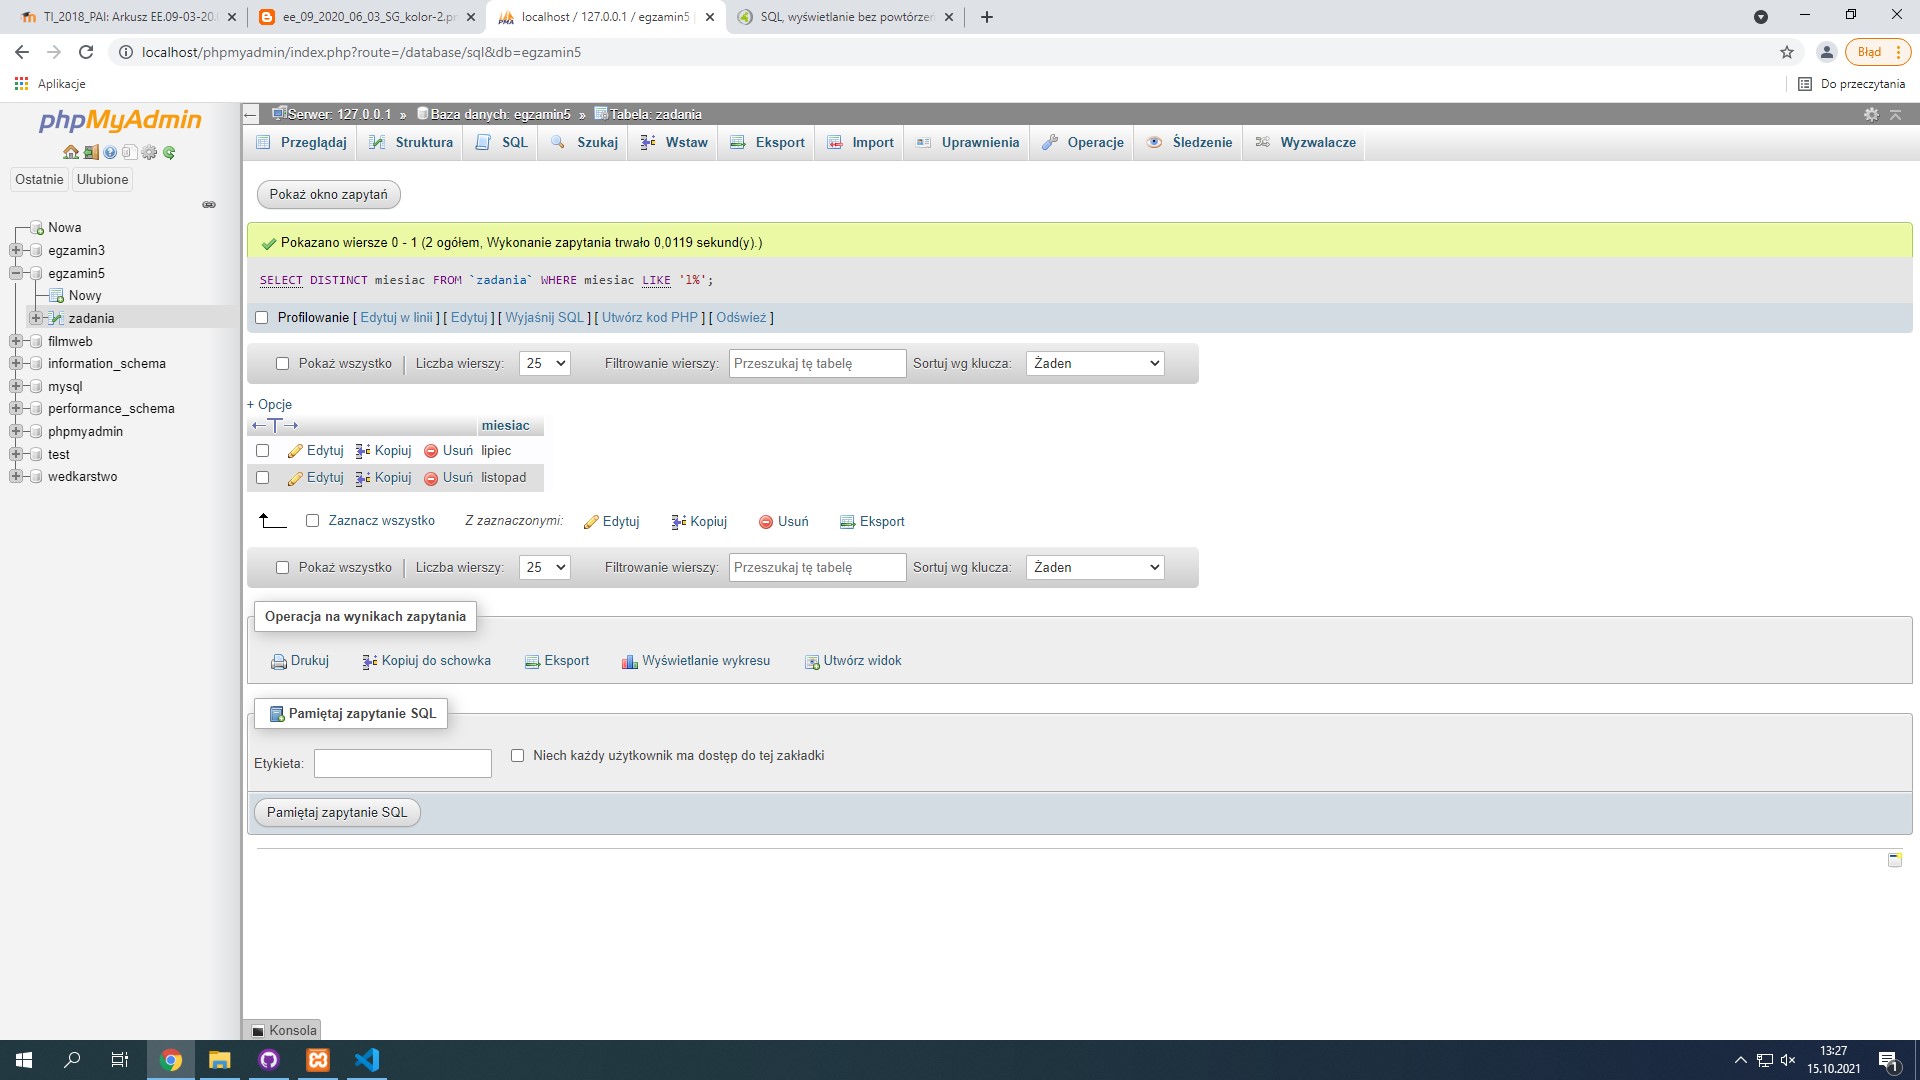 TI_2018_PAI: Arkusz EE.09-03-20.
ee_09_2020_06_03_SG_kolor-2.pn
localhost / 127.0.0.1 / egzamin5
SQL, wyświetlanie bez powtórzeń
localhost/phpmyadmin/index.php?route=/database/sql&db=egzamin5
Błąd
Aplikacje
Do przeczytania
phpMyAdmin
Ostatnie Ulubione
Nowa
egzamin3
egzamin5
Nowy
zadania
filmweb
information_schema
mysql
performance_schema
phpmyadmin
test
wedkarstwo
Serwer: 127.0.0.1 » Baza danych: egzamin5 » Tabela: zadania
Przeglądaj Struktura SQL Szukaj Wstaw Eksport Import Uprawnienia Operacje Śledzenie Wyzwalacze
Pokaż okno zapytań
Pokazano wiersze 0 - 1 (2 ogółem, Wykonanie zapytania trwało 0,0119 sekund(y).)
SELECT DISTINCT miesiac FROM `zadania` WHERE miesiac LIKE 'l%';
Profilowanie [ Edytuj w linii ] [ Edytuj ] [ Wyjaśnij SQL ] [ Utwórz kod PHP ] [ Odśwież ]
Pokaż wszystko Liczba wierszy: 25 Filtrowanie wierszy: Przeszukaj tę tabelę Sortuj wg klucza: Żaden
+ Opcje
←T→ miesiac
Edytuj Kopiuj Usuń lipiec
Edytuj Kopiuj Usuń listopad
Zaznacz wszystko Z zaznaczonymi: Edytuj Kopiuj Usuń Eksport
Pokaż wszystko Liczba wierszy: 25 Filtrowanie wierszy: Przeszukaj tę tabelę Sortuj wg klucza: Żaden
Operacja na wynikach zapytania
Drukuj Kopiuj do schowka Eksport Wyświetlanie wykresu Utwórz widok
Pamiętaj zapytanie SQL
Etykieta: Niech każdy użytkownik ma dostęp do tej zakładki
Pamiętaj zapytanie SQL
Konsola
13:27
15.10.2021
1